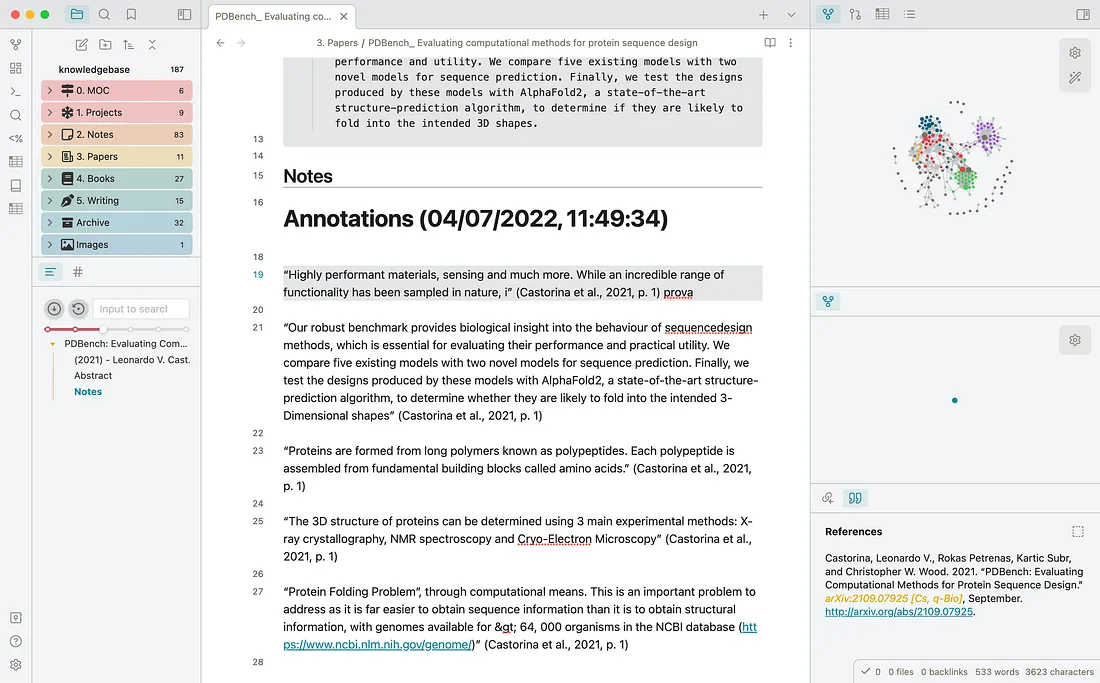 PDBench_ Evaluating co...
3. Papers / PDBench_ Evaluating computational methods for protein sequence design
knowledgebase 187
0. MOC 6
1. Projects 9
2. Notes 83
3. Papers 11
4. Books 27
5. Writing 15
Archive 32
Images 1
#
Input to search
PDBench: Evaluating Com...
(2021) - Leonardo V. Cast.
Abstract
Notes
performance and utility. We compare five existing models with two
novel models for sequence prediction. Finally, we test the designs
produced by these models with AlphaFold2, a state-of-the-art
structure-prediction algorithm, to determine if they are likely to
fold into the intended 3D shapes.
13
14
15 Notes
16 Annotations (04/07/2022, 11:49:34)
18
19 “Highly performant materials, sensing and much more. While an incredible range of
functionality has been sampled in nature, i” (Castorina et al., 2021, p. 1) prova
20
21 “Our robust benchmark provides biological insight into the behaviour of sequencedesign
methods, which is essential for evaluating their performance and practical utility. We
compare five existing models with two novel models for sequence prediction. Finally, we
test the designs produced by these models with AlphaFold2, a state-of-the-art structure-
prediction algorithm, to determine whether they are likely to fold into the intended 3-
Dimensional shapes” (Castorina et al., 2021, p. 1)
22
23 “Proteins are formed from long polymers known as polypeptides. Each polypeptide is
assembled from fundamental building blocks called amino acids.” (Castorina et al., 2021,
p. 1)
24
25 “The 3D structure of proteins can be determined using 3 main experimental methods: X-
ray crystallography, NMR spectroscopy and Cryo-Electron Microscopy” (Castorina et al.,
2021, p. 1)
26
27 “Protein Folding Problem”, through computational means. This is an important problem to
address as it is far easier to obtain sequence information than it is to obtain structural
information, with genomes available for &gt; 64, 000 organisms in the NCBI database (htt
ps://www.ncbi.nlm.nih.gov/genome/)” (Castorina et al., 2021, p. 1)
28
References
Castorina, Leonardo V., Rokas Petrenas, Kartic Subr,
and Christopher W. Wood. 2021. “PDBench: Evaluating
Computational Methods for Protein Sequence Design.”
arXiv:2109.07925 [Cs, q-Bio], September.
http://arxiv.org/abs/2109.07925.
0 0 files 0 backlinks 533 words 3623 characters